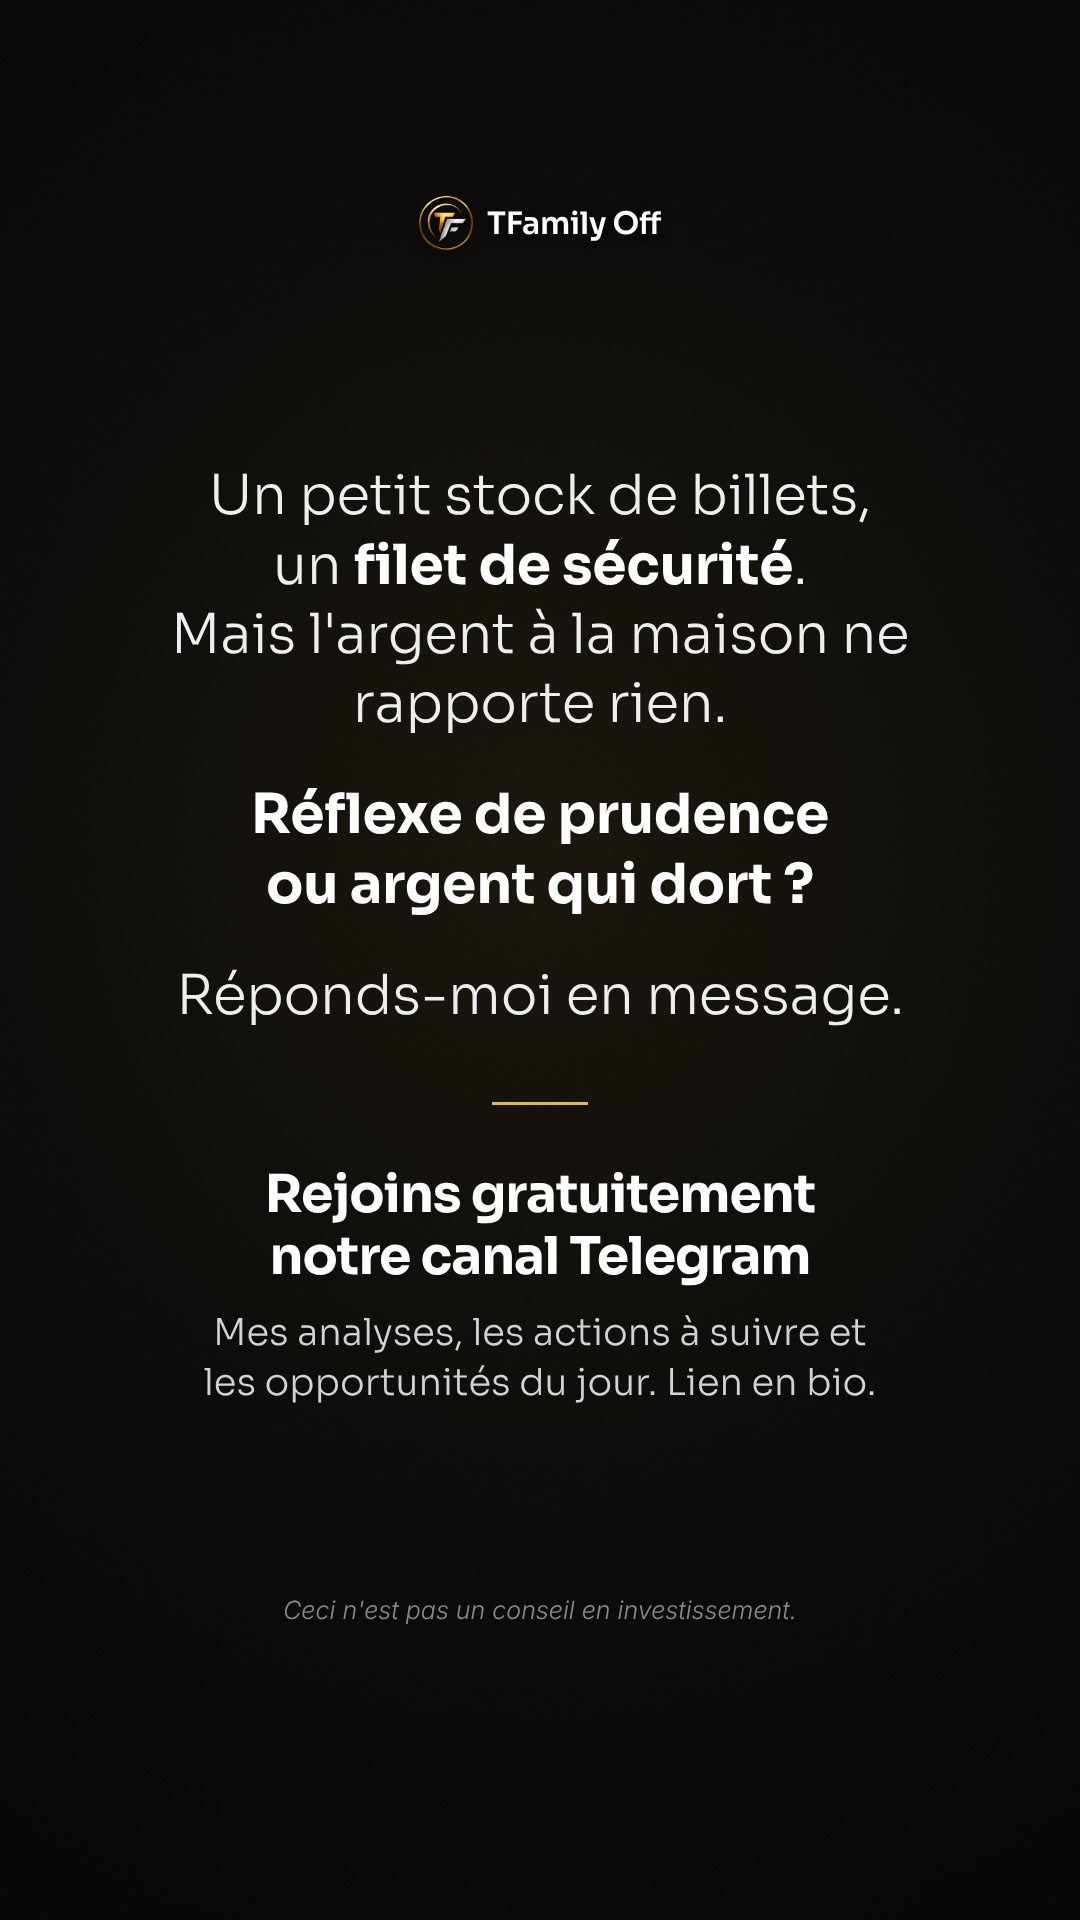 TF TFamily Off
Un petit stock de billets,
un filet de sécurité.
Mais l'argent à la maison ne
rapporte rien.
Réflexe de prudence
ou argent qui dort ?
Réponds-moi en message.
Rejoins gratuitement
notre canal Telegram
Mes analyses, les actions à suivre et
les opportunités du jour. Lien en bio.
Ceci n'est pas un conseil en investissement.